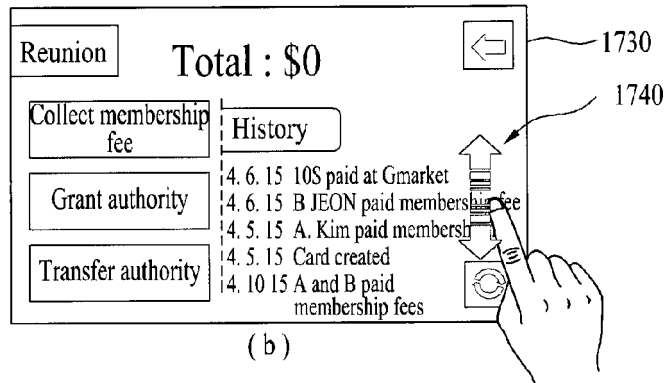 Reunion
Total : $0
1730
1740
Collect membership
fee
Grant authority
Transfer authority
History
4. 6. 15 10S paid at Gmarket
4. 6. 15 B JEON paid membership fee
4. 5. 15 A. Kim paid membersh
4. 5. 15 Card created
4. 10 15 A and B paid
membership fees
( b )